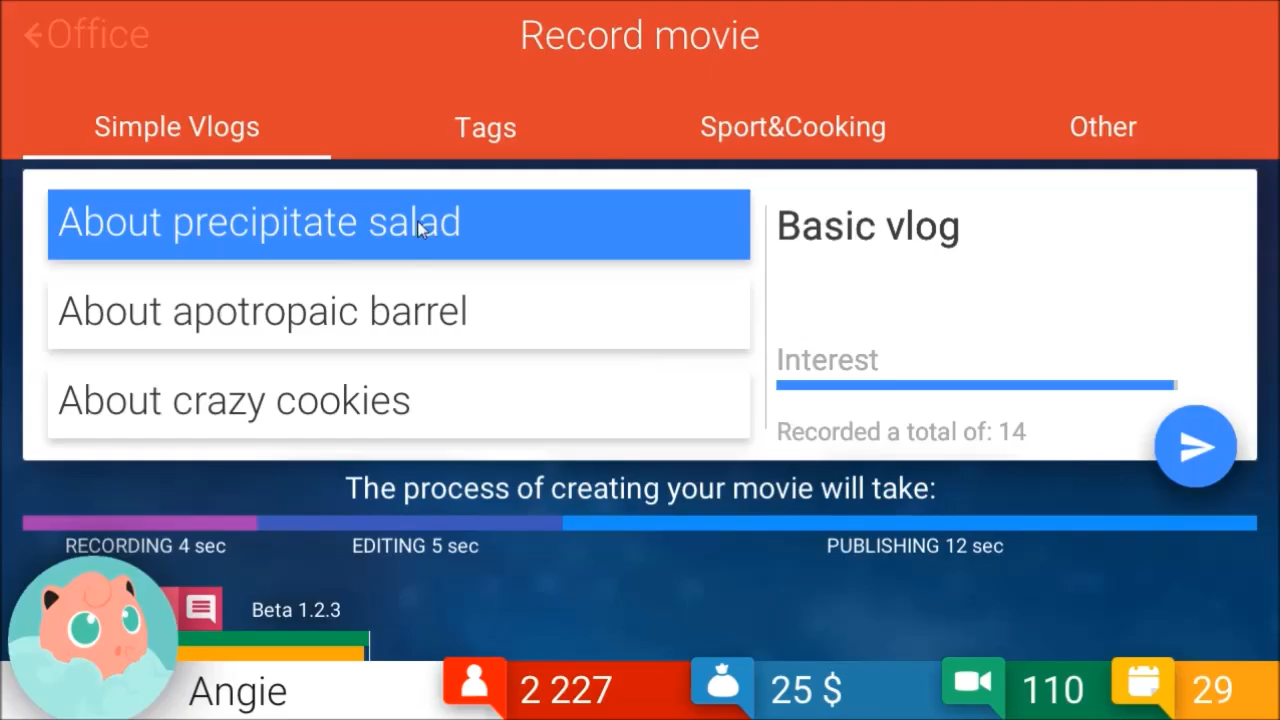 Office
Record movie
Simple Vlogs
Tags
Sport&Cooking
Other
About precipitate salad
About apotropaic barrel
About crazy cookies
Basic vlog
Interest
Recorded a total of: 14
The process of creating your movie will take:
RECORDING 4 sec
EDITING 5 sec
PUBLISHING 12 sec
Beta 1.2.3
Angie
2 227
25 $
110
29